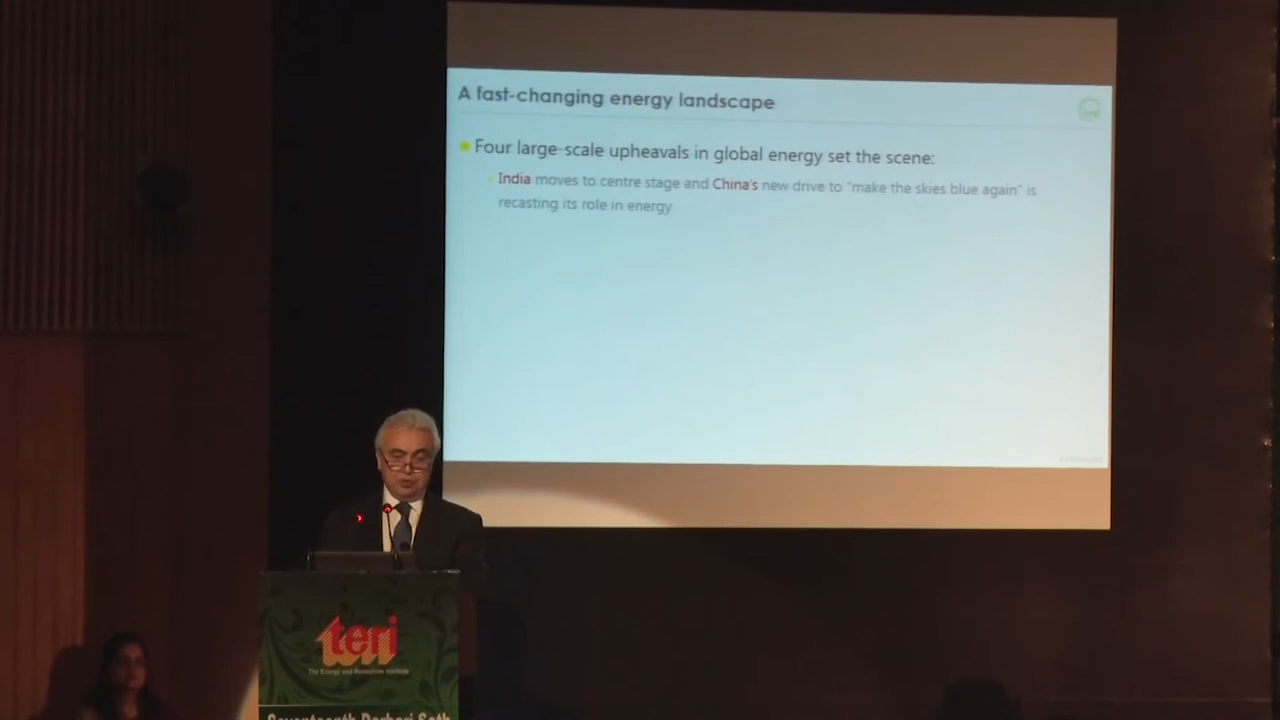 A fast-changing energy landscape
Four large-scale upheavals in global energy set the scene:
India moves to centre stage and China's new drive to "make the skies blue again" is
recasting its role in energy
teri
The Energy and Resources Institute
Seventeenth Darbari Seth